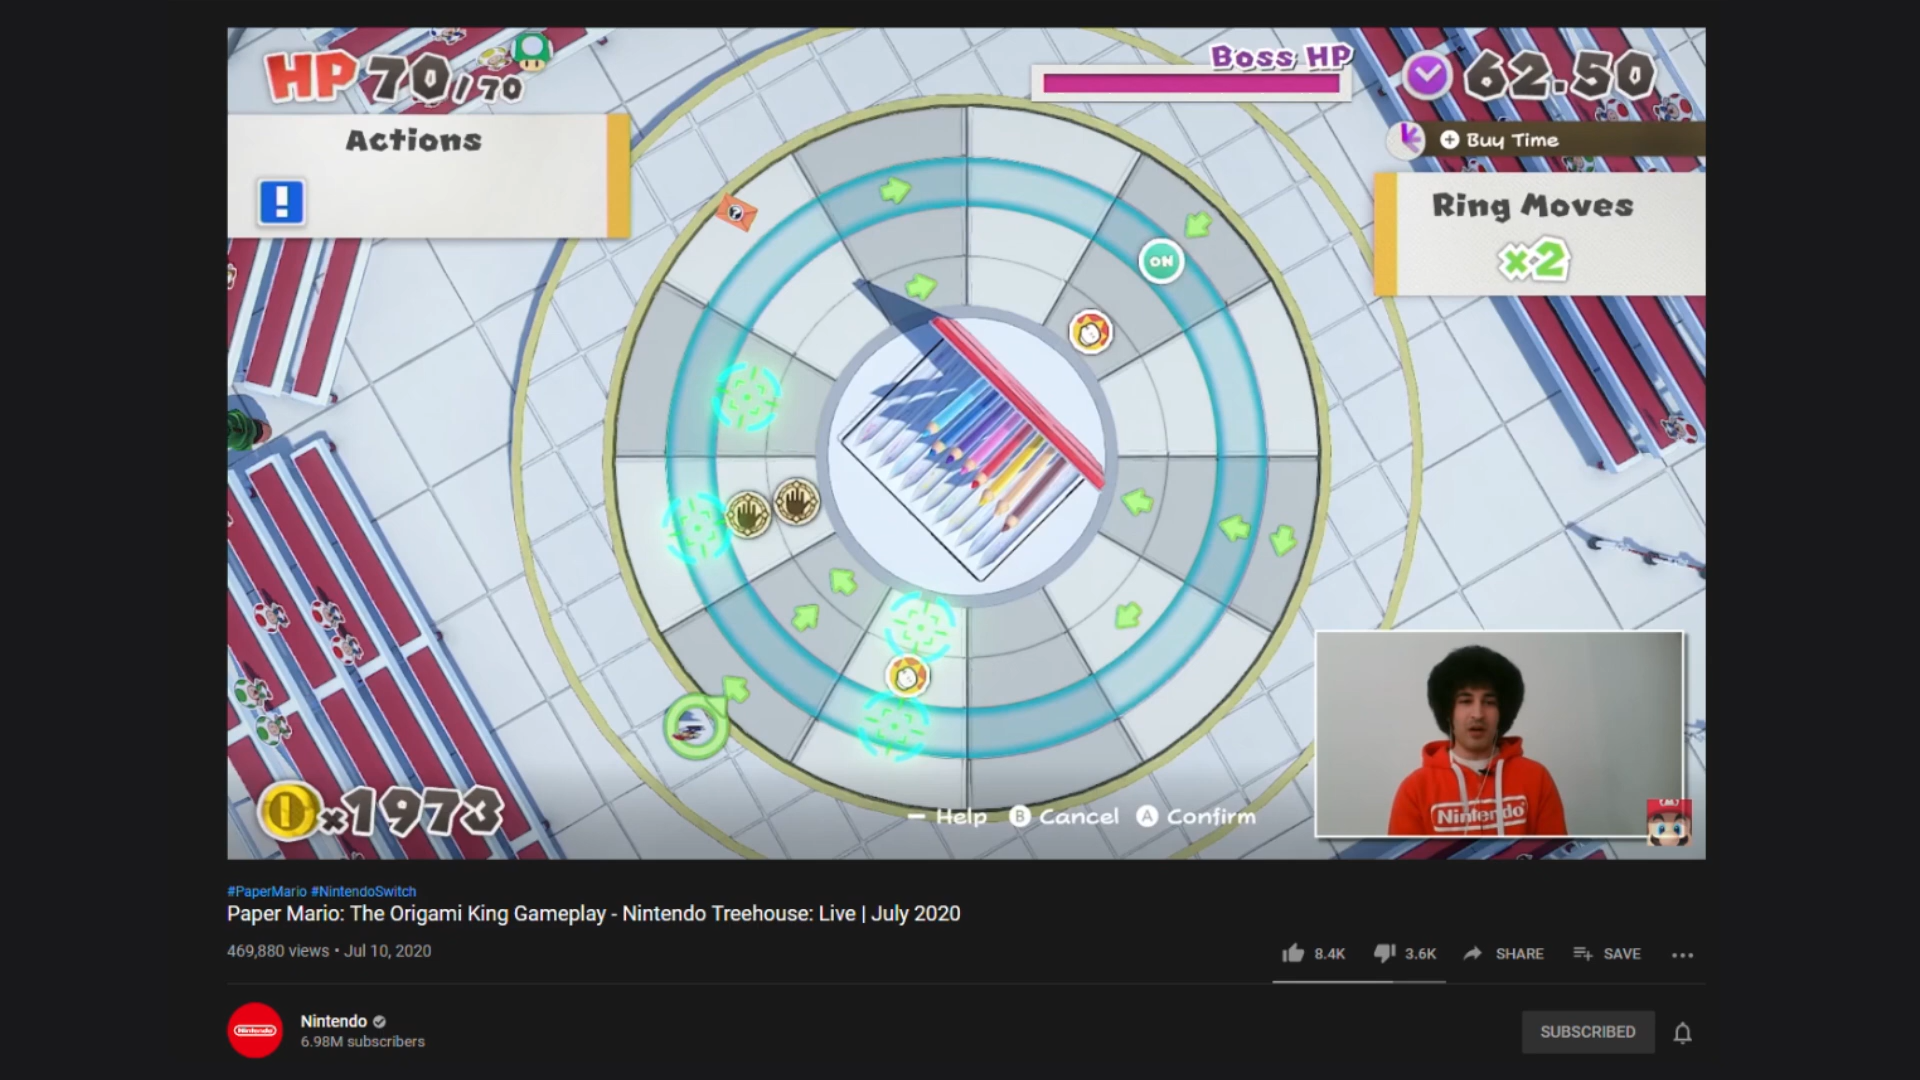 HP 70/70
Boss HP
62.50
Actions
!
+ Buy Time
Ring Moves
×2
?
ON
×1973
− Help B Cancel A Confirm
Nintendo
M
#PaperMario #NintendoSwitch
Paper Mario: The Origami King Gameplay - Nintendo Treehouse: Live | July 2020
469,880 views • Jul 10, 2020
8.4K 3.6K SHARE SAVE
Nintendo
Nintendo
6.98M subscribers
SUBSCRIBED